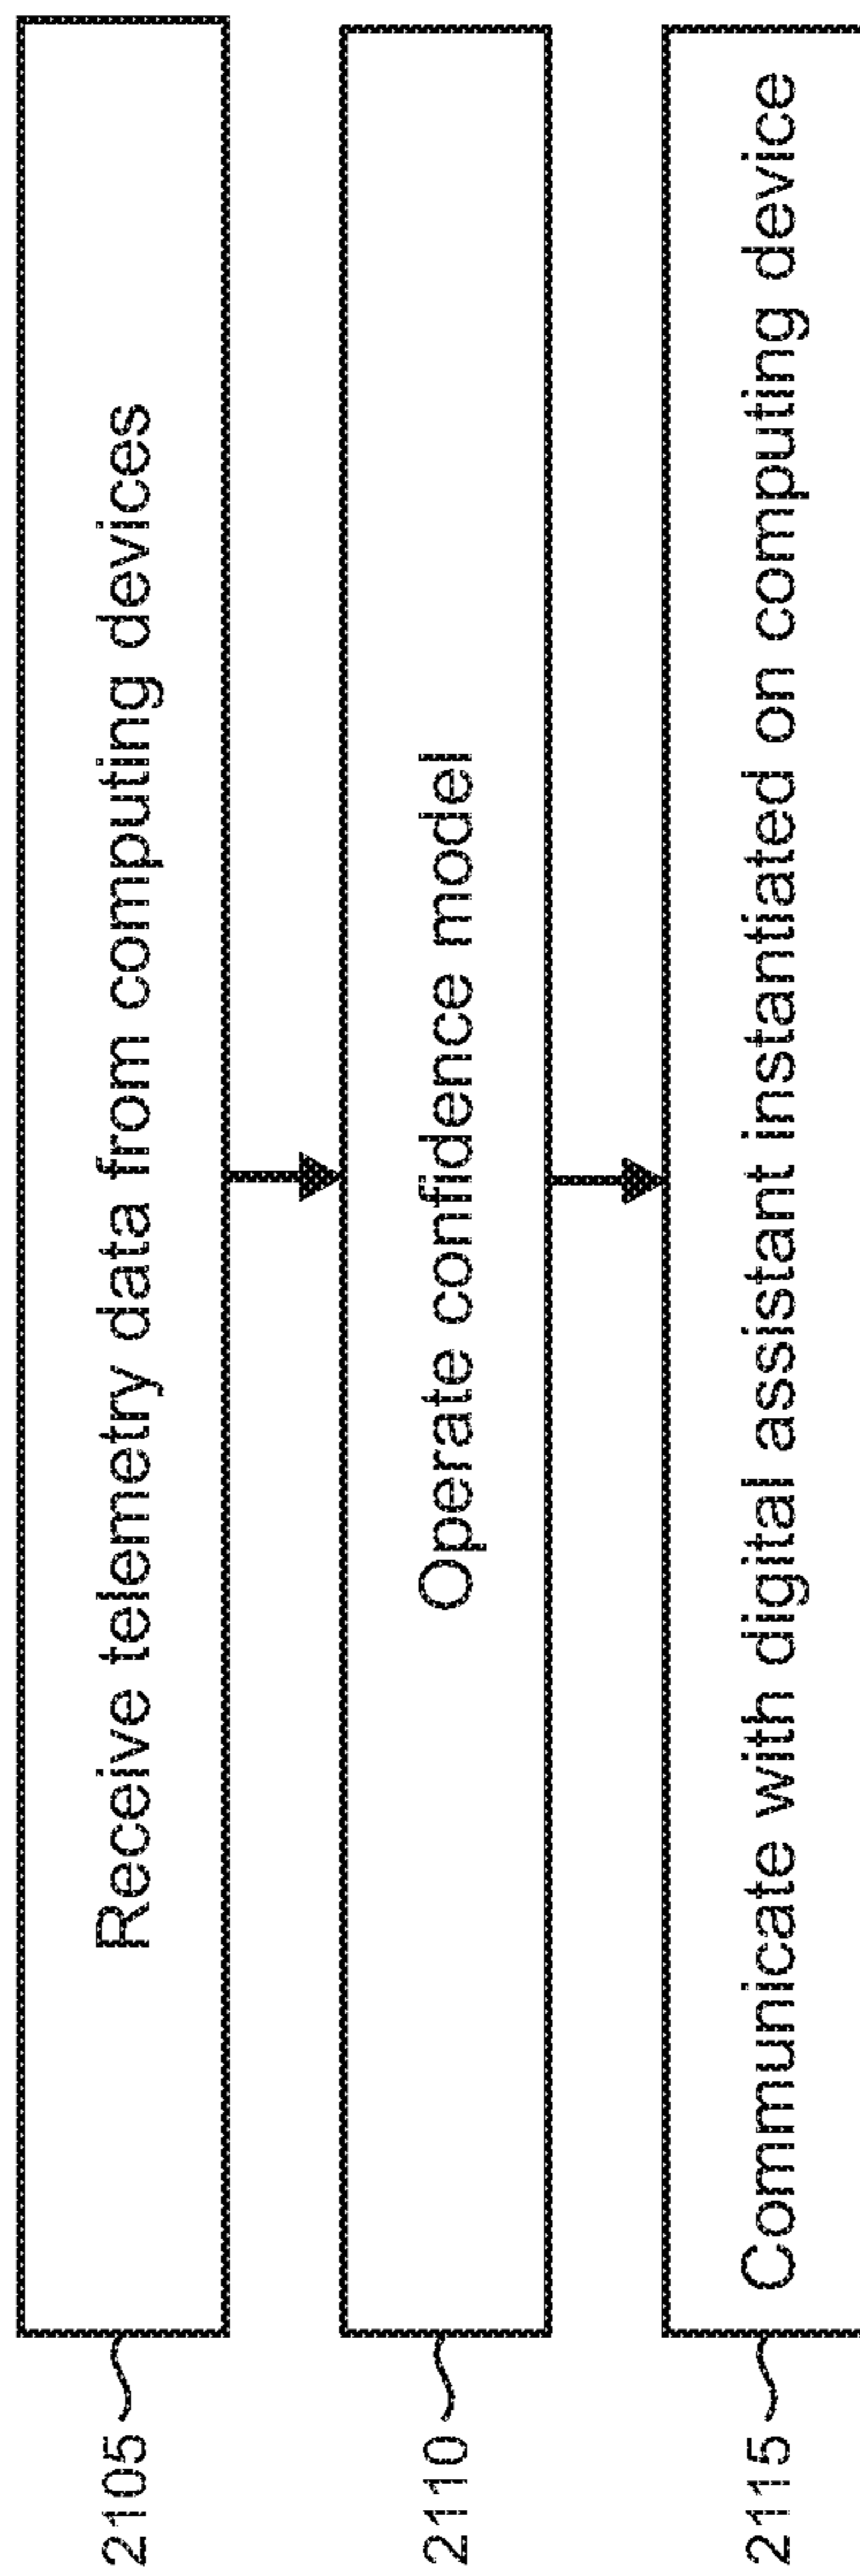 2105
Receive telemetry data from computing devices
2110
Operate confidence model
2115
Communicate with digital assistant instantiated on computing device